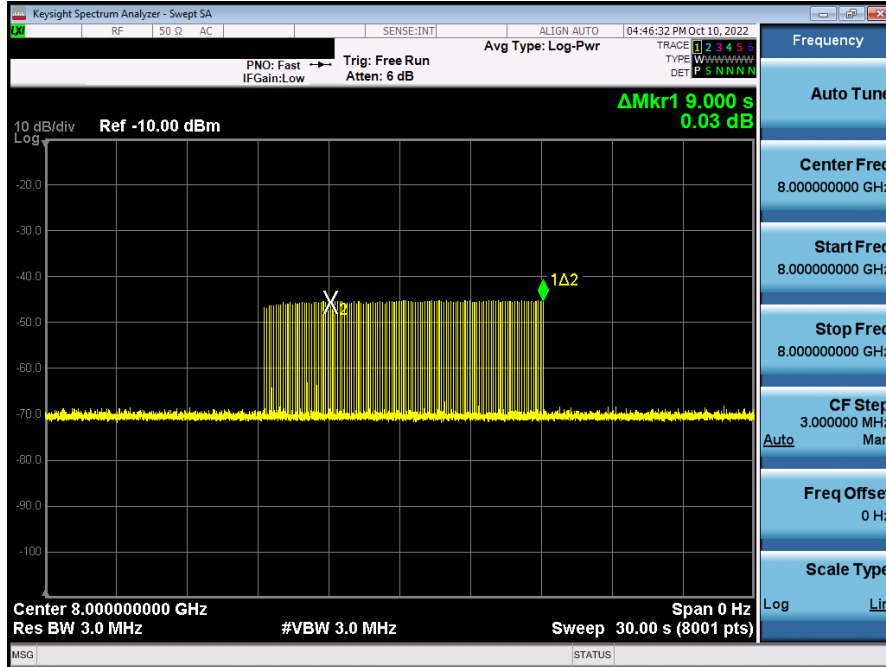 Keysight Spectrum Analyzer - Swept SA
LXI RF 50 Ω AC SENSE:INT ALIGN AUTO 04:46:32 PM Oct 10, 2022
PNO: Fast Trig: Free Run Avg Type: Log-Pwr TRACE 1 2 3 4 5 6
IFGain:Low Atten: 6 dB TYPE WWWWWW
DET P S N N N N
ΔMkr1 9.000 s
0.03 dB
10 dB/div Ref -10.00 dBm
Log
-20.0
-30.0
-40.0
1Δ2
X2
-50.0
-60.0
-70.0
-80.0
-90.0
-100
Center 8.000000000 GHz Span 0 Hz
Res BW 3.0 MHz #VBW 3.0 MHz Sweep 30.00 s (8001 pts)
MSG STATUS
Frequency
Auto Tune
Center Freq
8.000000000 GHz
Start Freq
8.000000000 GHz
Stop Freq
8.000000000 GHz
CF Step
3.000000 MHz
Auto Man
Freq Offset
0 Hz
Scale Type
Log Lin